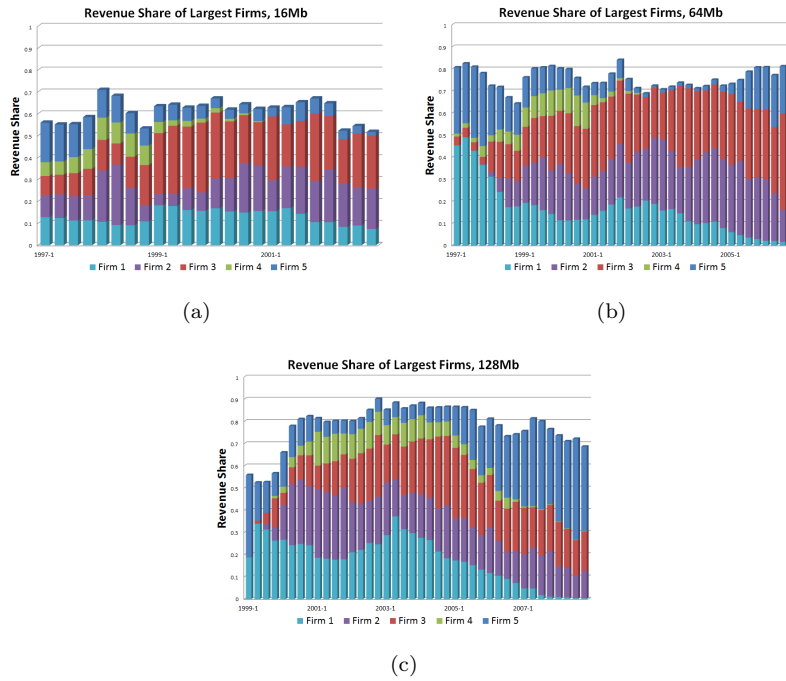 Revenue Share of Largest Firms, 16Mb
Revenue Share
1
0.9
0.8
0.7
0.6
0.5
0.4
0.3
0.2
0.1
0
1997-1 1999-1 2001-1
Firm 1 Firm 2 Firm 3 Firm 4 Firm 5
(a)
Revenue Share of Largest Firms, 64Mb
Revenue Share
1
0.9
0.8
0.7
0.6
0.5
0.4
0.3
0.2
0.1
0
1997-1 1999-1 2001-1 2003-1 2005-1
Firm 1 Firm 2 Firm 3 Firm 4 Firm 5
(b)
Revenue Share of Largest Firms, 128Mb
Revenue Share
1
0.9
0.8
0.7
0.6
0.5
0.4
0.3
0.2
0.1
0
1999-1 2001-1 2003-1 2005-1 2007-1
Firm 1 Firm 2 Firm 3 Firm 4 Firm 5
(c)